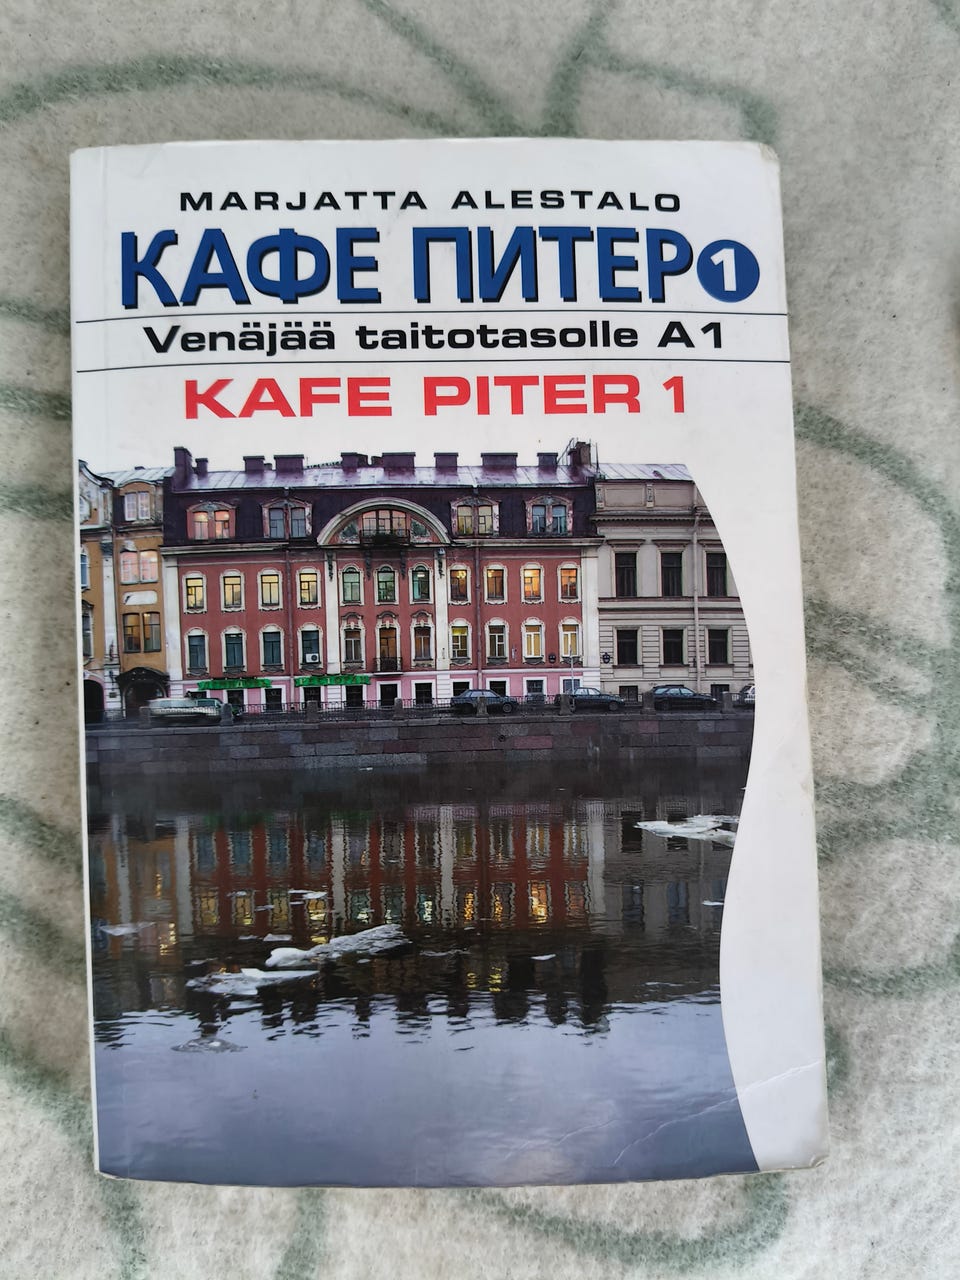 MARJATTA ALESTALO
КАФЕ ПИТЕР 1
Venäjää taitotasolle A1
KAFE PITER 1